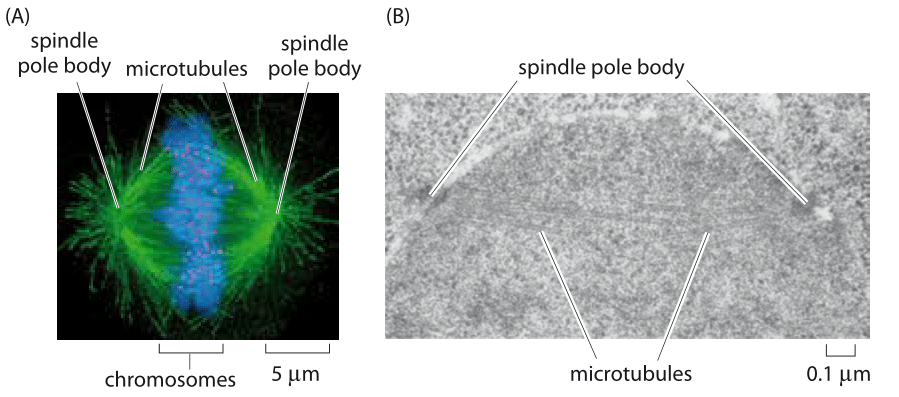 (A)
spindle
pole body
microtubules
spindle
pole body
chromosomes
5 μm
(B)
spindle pole body
microtubules
0.1 μm